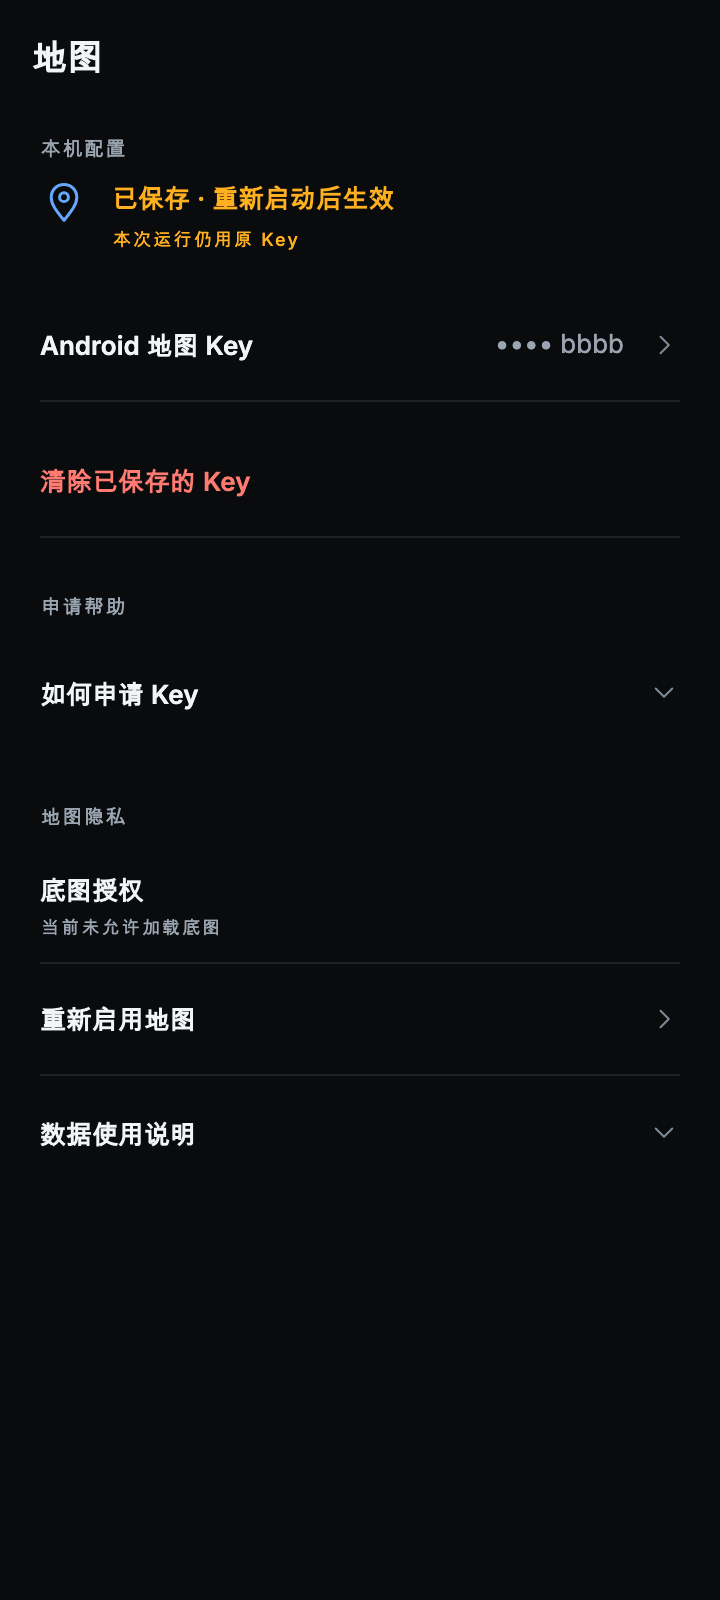 地图
本机配置
已保存 · 重新启动后生效
本次运行仍用原 Key
Android 地图 Key •••• bbbb
清除已保存的 Key
申请帮助
如何申请 Key
地图隐私
底图授权
当前未允许加载底图
重新启用地图
数据使用说明